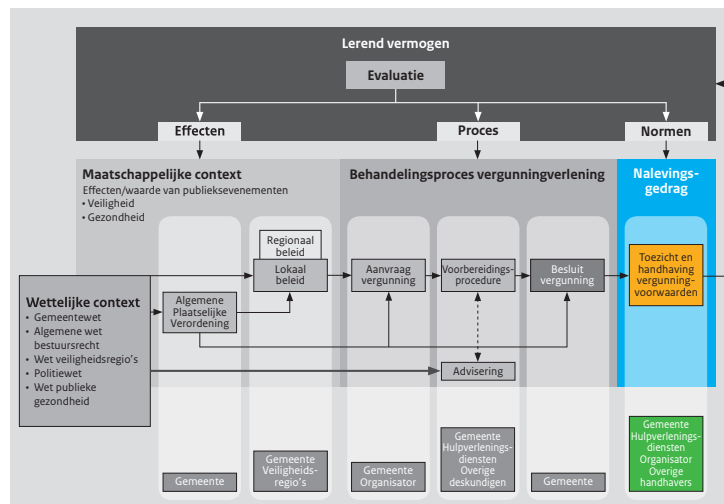 Lerend vermogen
Evaluatie
Effecten
Proces
Normen
Maatschappelijke context
Effecten/waarde van publieksevenementen
• Veiligheid
• Gezondheid
Behandelingsproces vergunningverlening
Nalevings-
gedrag
Regionaal
beleid
Lokaal
beleid
Aanvraag
vergunning
Voorbereidings-
procedure
Besluit
vergunning
Toezicht en
handhaving
vergunning-
voorwaarden
Wettelijke context
• Gemeentewet
• Algemene wet
bestuursrecht
• Wet veiligheidsregio's
• Politiewet
• Wet publieke
gezondheid
Algemene
Plaatselijke
Verordening
Advisering
Gemeente
Gemeente
Veiligheids-
regio's
Gemeente
Organisator
Gemeente
Hulpverlenings-
diensten
Overige
deskundigen
Gemeente
Gemeente
Hulpverlenings-
diensten
Organisator
Overige
handhavers